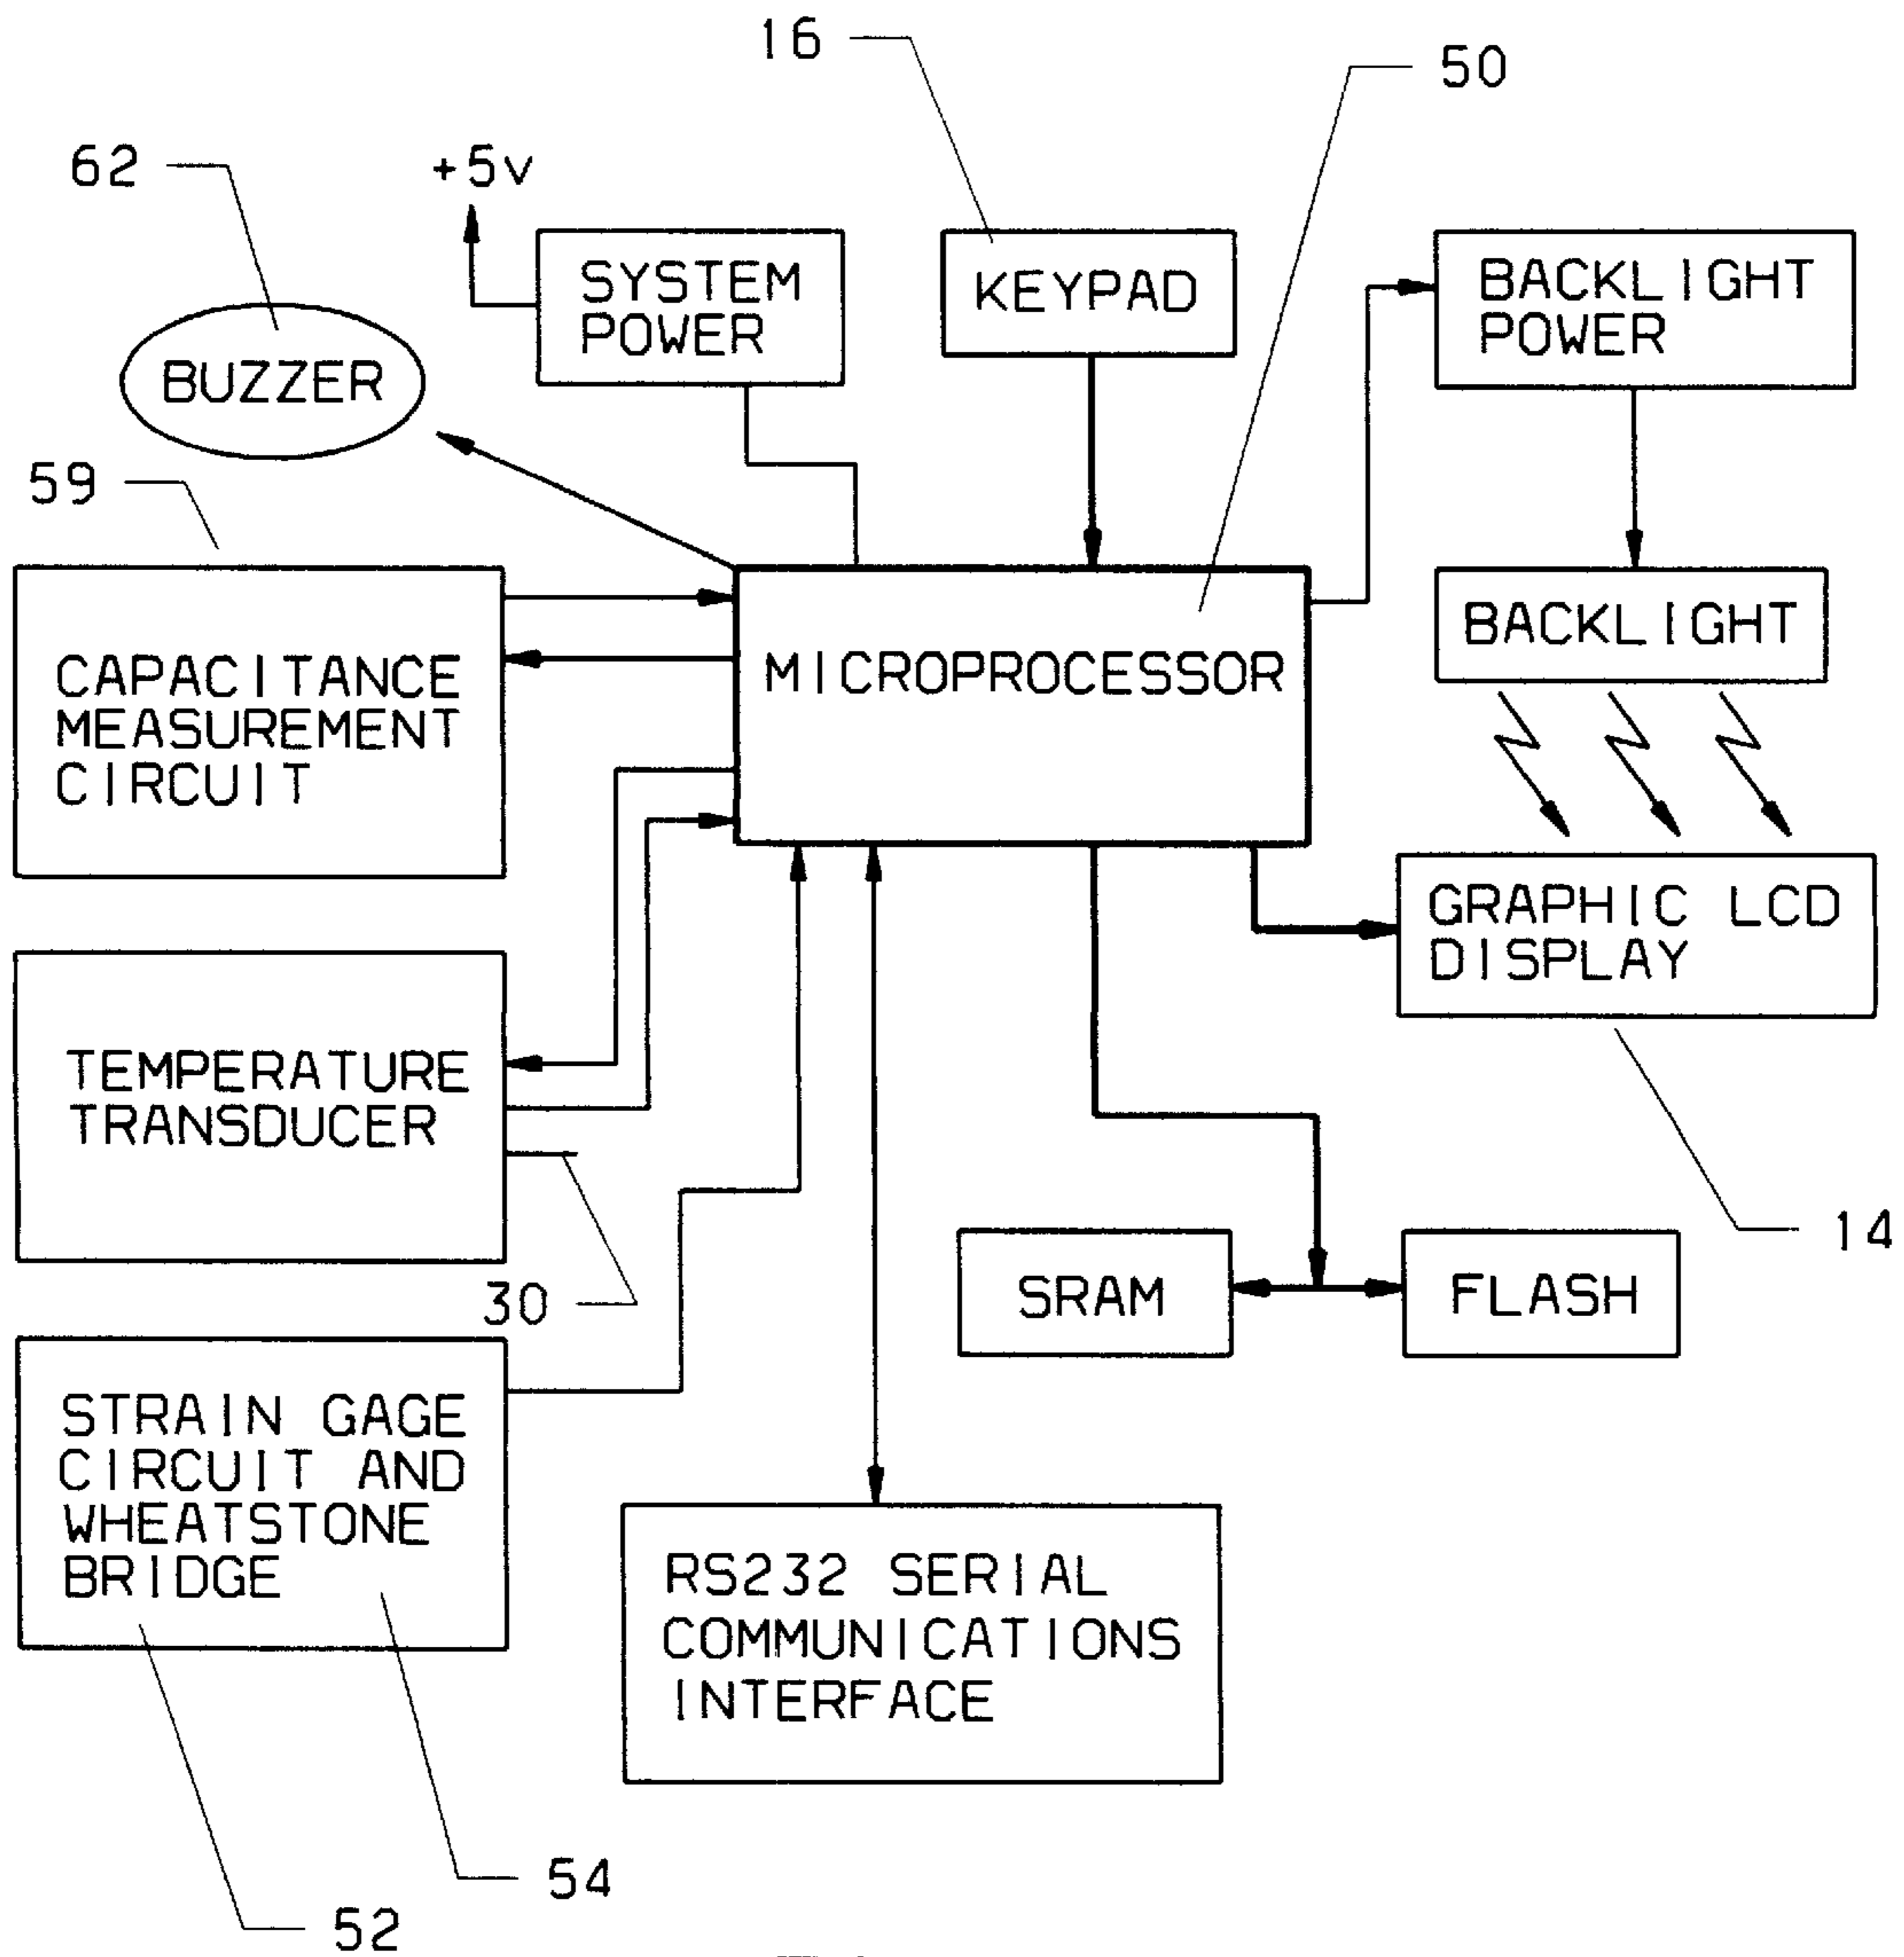 16
50
62
+5v
SYSTEM
POWER
KEYPAD
BACKLIGHT
POWER
BUZZER
59
CAPACITANCE
MEASUREMENT
CIRCUIT
MICROPROCESSOR
BACKLIGHT
GRAPHIC LCD
DISPLAY
TEMPERATURE
TRANSDUCER
30
14
SRAM
FLASH
STRAIN GAGE
CIRCUIT AND
WHEATSTONE
BRIDGE
RS232 SERIAL
COMMUNICATIONS
INTERFACE
54
52